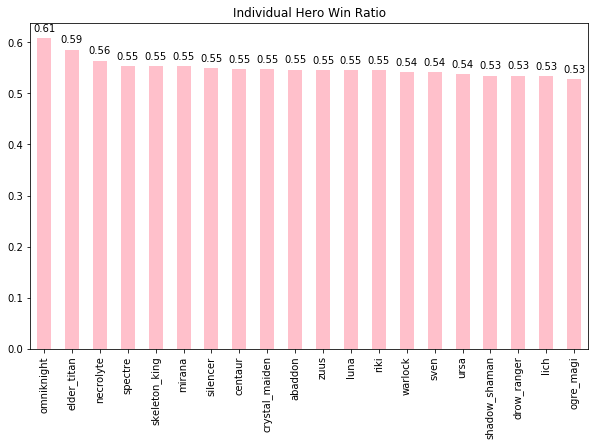 Individual Hero Win Ratio
0.61
0.59
0.56
0.55
0.55
0.55
0.55
0.55
0.55
0.55
0.55
0.55
0.55
0.54
0.54
0.54
0.53
0.53
0.53
0.53
0.6
0.5
0.4
0.3
0.2
0.1
0.0
omniknight
elder_titan
necrolyte
spectre
skeleton_king
mirana
silencer
centaur
crystal_maiden
abaddon
zuus
luna
riki
warlock
sven
ursa
shadow_shaman
drow_ranger
lich
ogre_magi